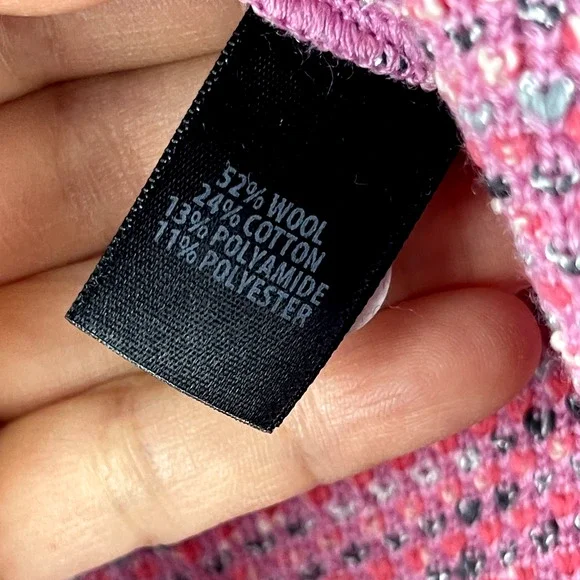 52% WOOL
24% COTTON
13% POLYAMIDE
11% POLYESTER